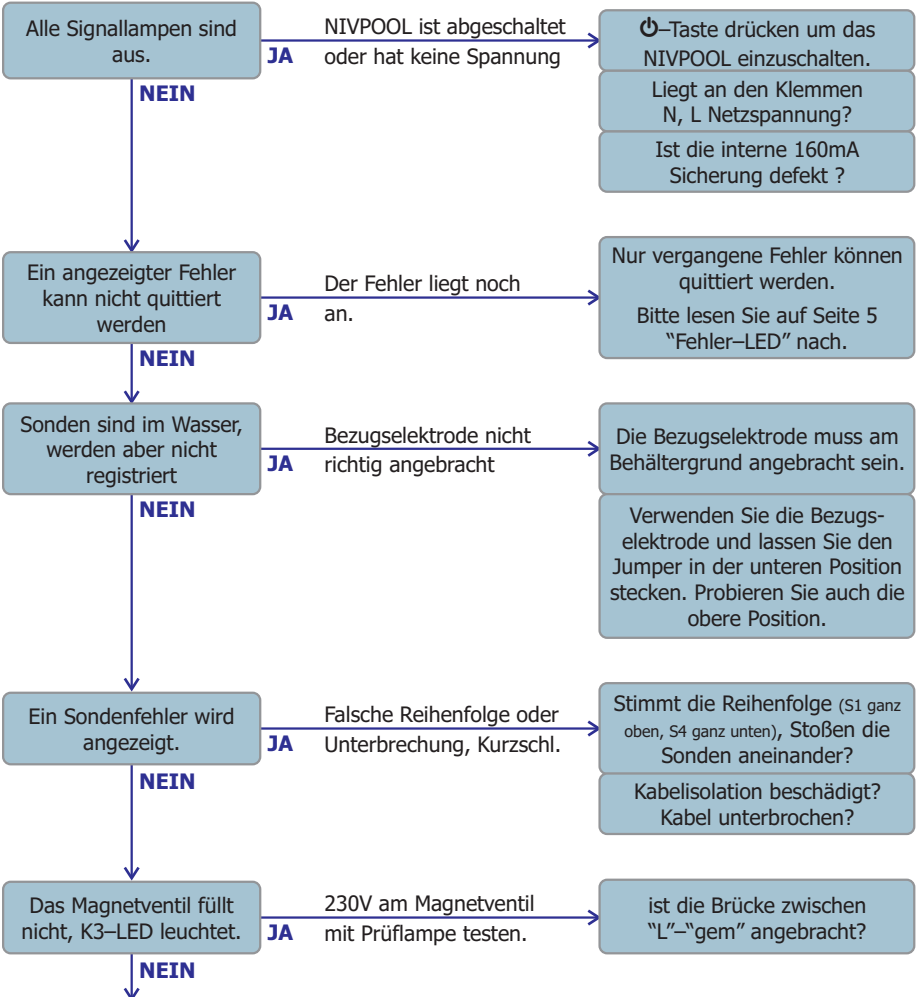 Alle Signallampen sind
aus.
JA
NIVPOOL ist abgeschaltet
oder hat keine Spannung
⏻–Taste drücken um das
NIVPOOL einzuschalten.
Liegt an den Klemmen
N, L Netzspannung?
Ist die interne 160mA
Sicherung defekt ?
NEIN
Ein angezeigter Fehler
kann nicht quittiert
werden
JA
Der Fehler liegt noch
an.
Nur vergangene Fehler können
quittiert werden.
Bitte lesen Sie auf Seite 5
“Fehler–LED” nach.
NEIN
Sonden sind im Wasser,
werden aber nicht
registriert
JA
Bezugselektrode nicht
richtig angebracht
Die Bezugselektrode muss am
Behältergrund angebracht sein.
Verwenden Sie die Bezugs-
elektrode und lassen Sie den
Jumper in der unteren Position
stecken. Probieren Sie auch die
obere Position.
NEIN
Ein Sondenfehler wird
angezeigt.
JA
Falsche Reihenfolge oder
Unterbrechung, Kurzschl.
Stimmt die Reihenfolge (S1 ganz
oben, S4 ganz unten), Stoßen die
Sonden aneinander?
Kabelisolation beschädigt?
Kabel unterbrochen?
NEIN
Das Magnetventil füllt
nicht, K3–LED leuchtet.
JA
230V am Magnetventil
mit Prüflampe testen.
ist die Brücke zwischen
“L”–“gem” angebracht?
NEIN